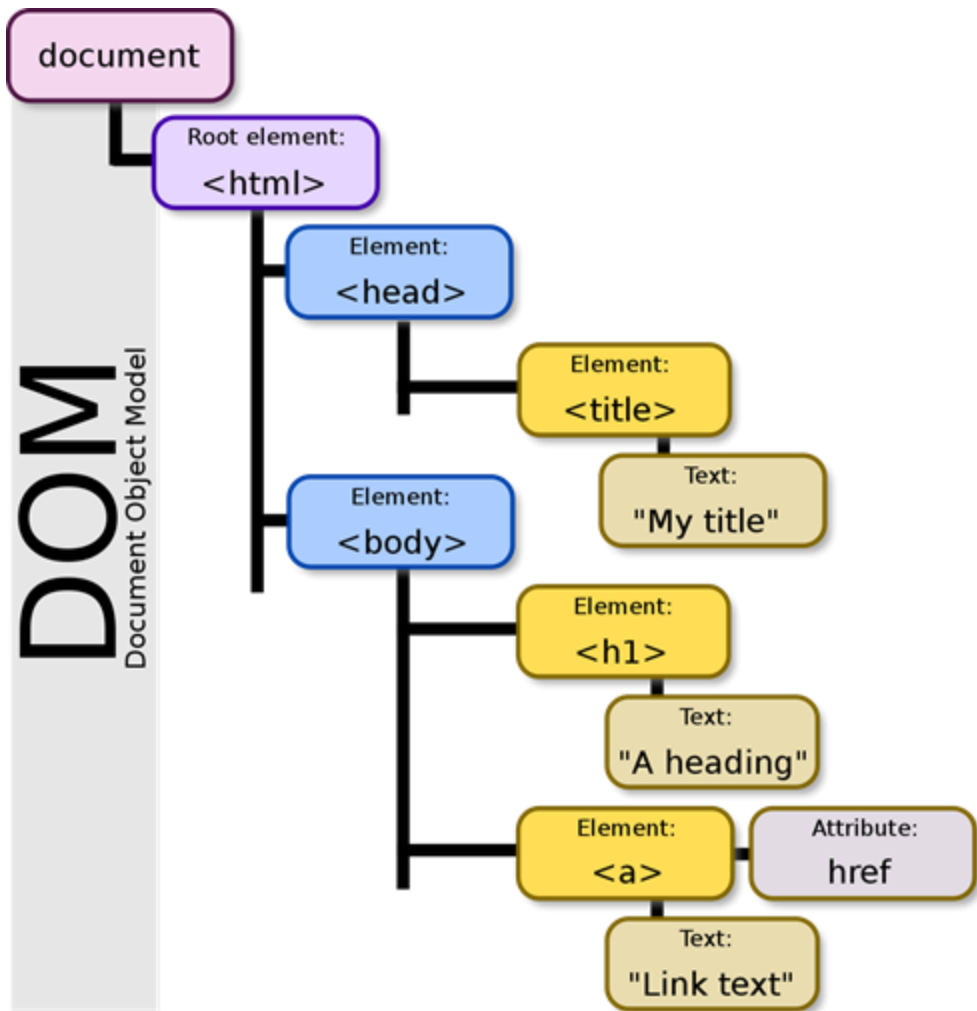 document
Root element:
<html>
Element:
<head>
Element:
<title>
Text:
"My title"
Element:
<body>
Element:
<h1>
Text:
"A heading"
Element:
<a>
Attribute:
href
Text:
"Link text"
DOM
Document Object Model